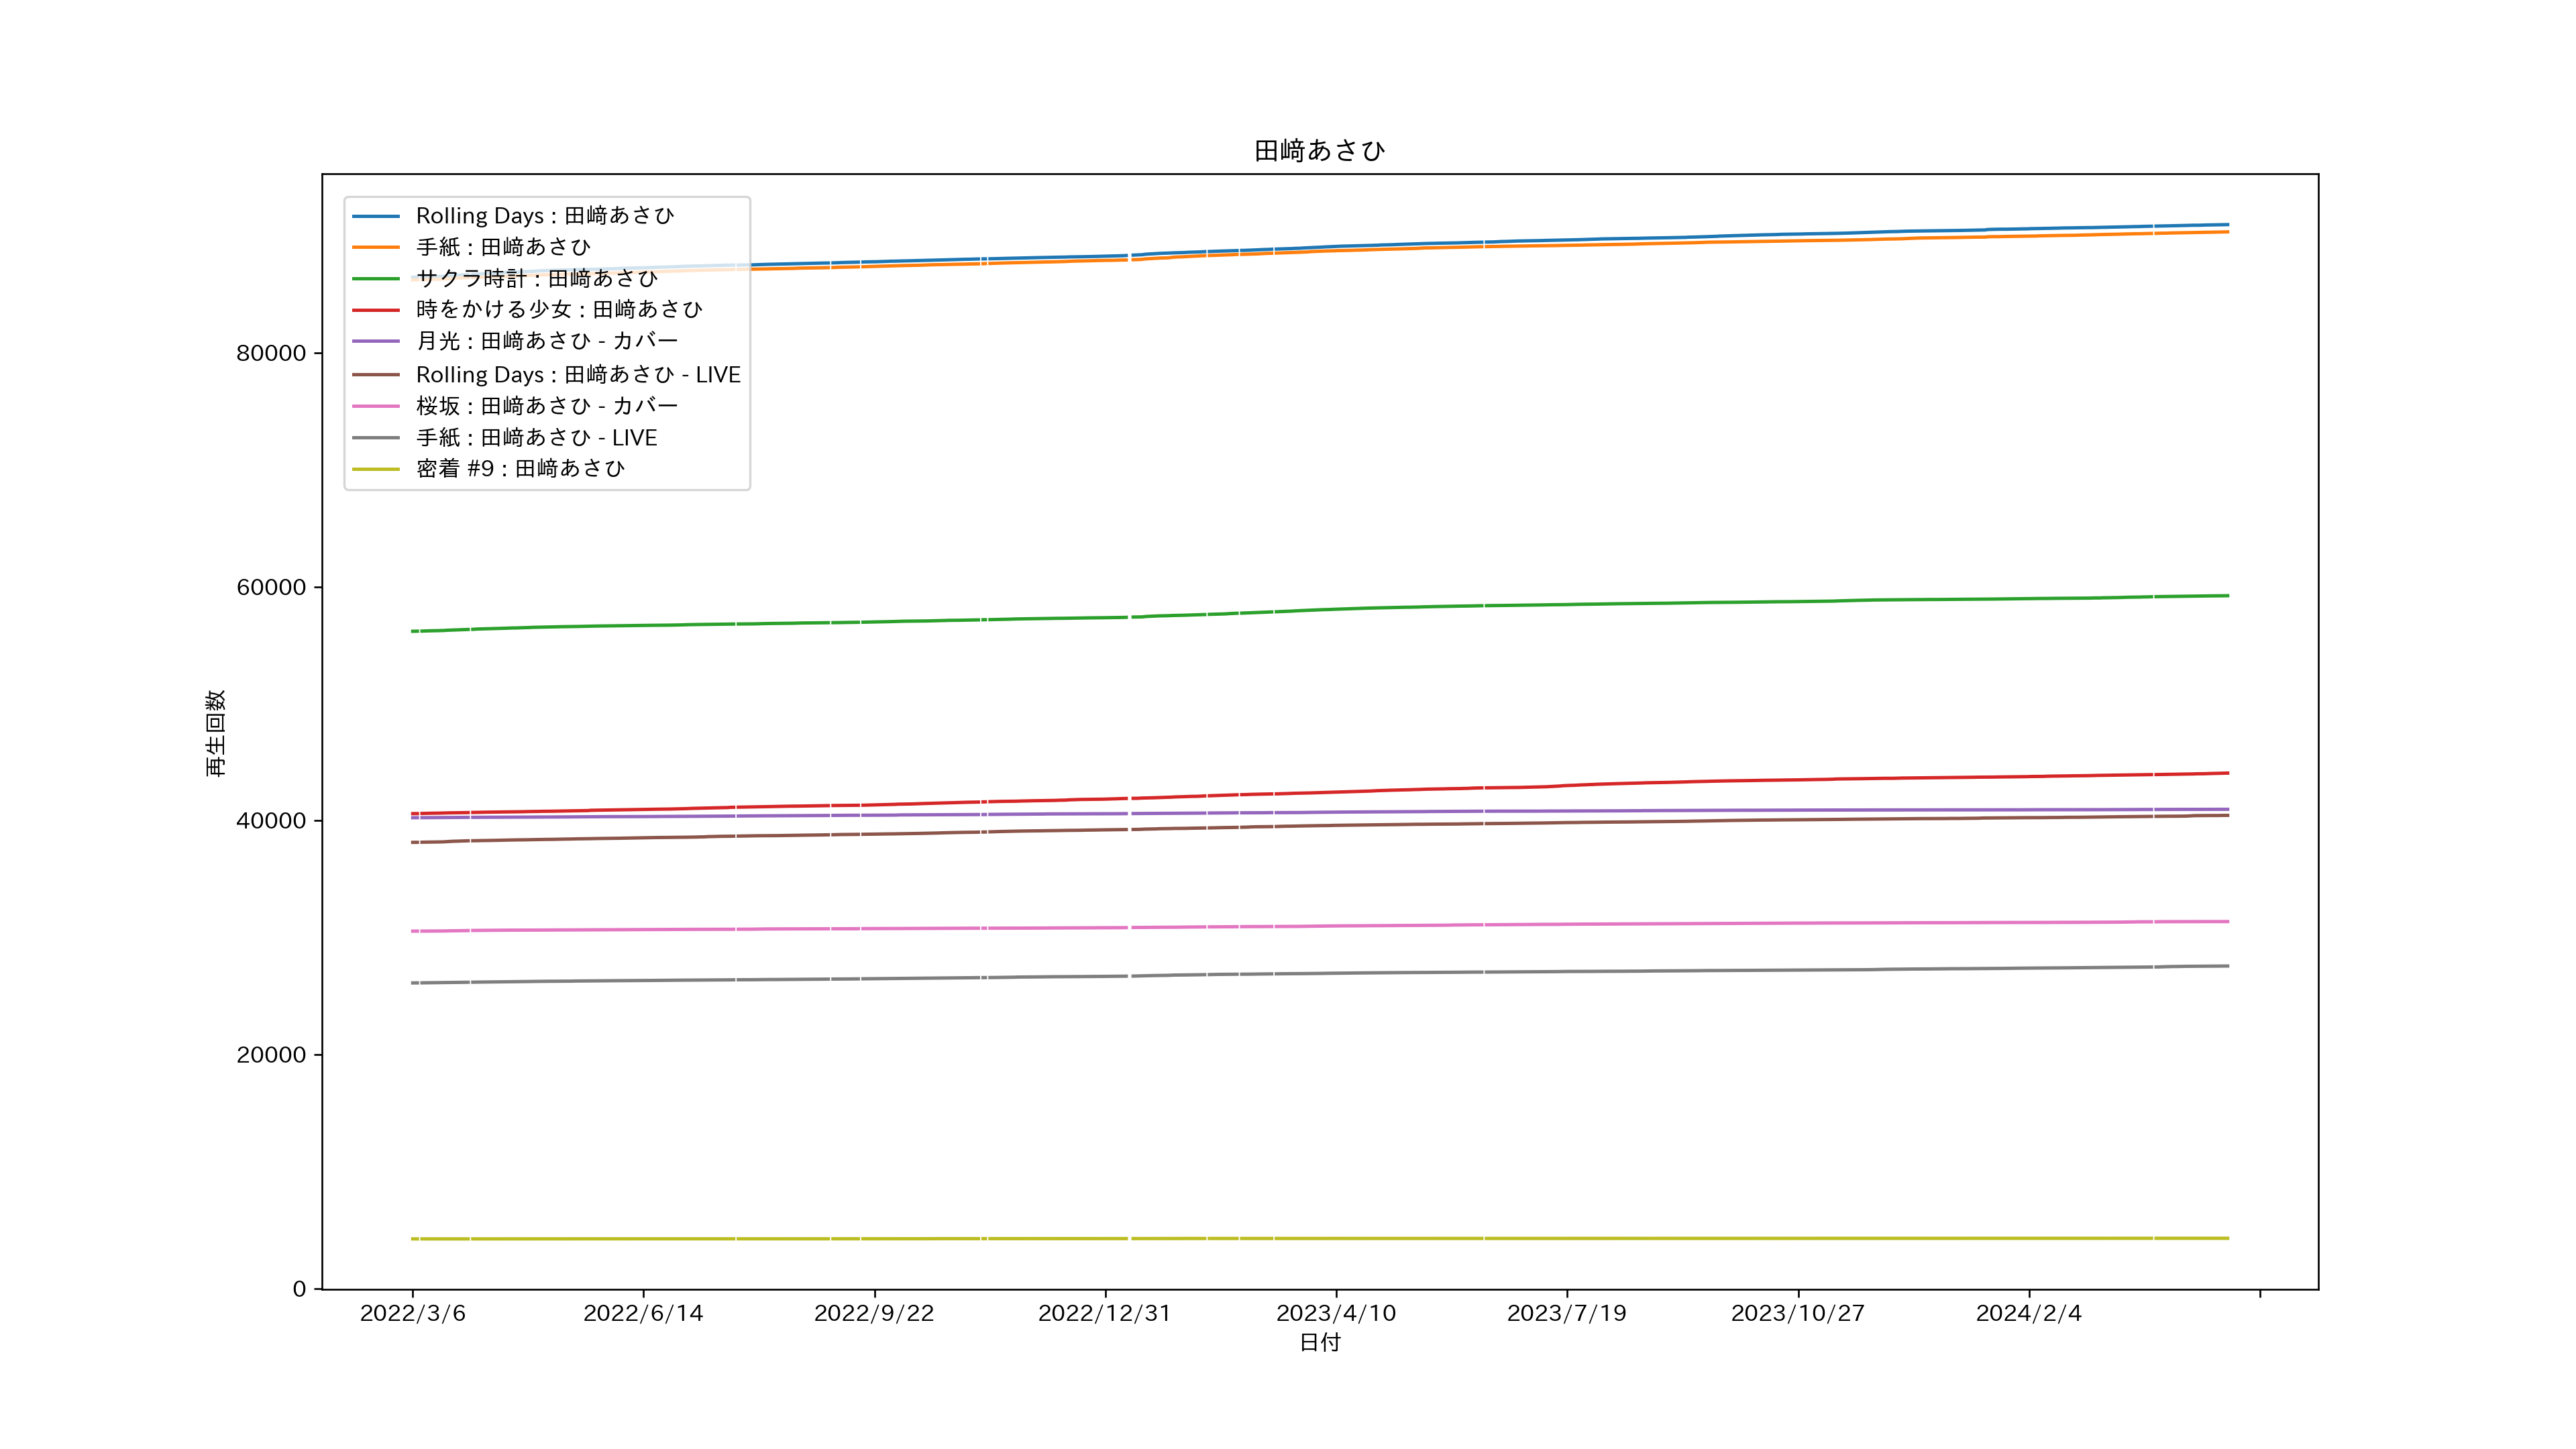 田﨑あさひ
Rolling Days : 田﨑あさひ
手紙 : 田﨑あさひ
サクラ時計 : 田﨑あさひ
時をかける少女 : 田﨑あさひ
月光 : 田﨑あさひ - カバー
Rolling Days : 田﨑あさひ - LIVE
桜坂 : 田﨑あさひ - カバー
手紙 : 田﨑あさひ - LIVE
密着 #9 : 田﨑あさひ
再生回数
80000
60000
40000
20000
0
2022/3/6
2022/6/14
2022/9/22
2022/12/31
2023/4/10
2023/7/19
2023/10/27
2024/2/4
日付